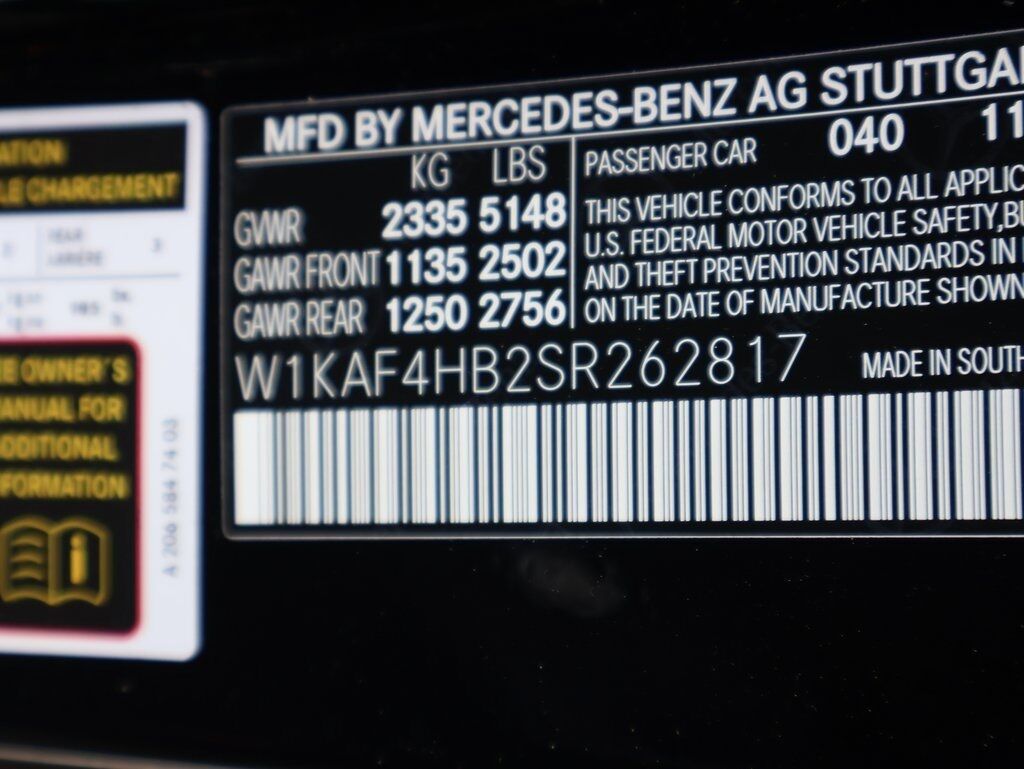 ATION
LE CHARGEMENT
EE OWNER´S
ANUAL FOR
DDITIONAL
FORMATION
A 206 584 74 03
MFD BY MERCEDES-BENZ AG STUTTGA
KG LBS
GVWR 2335 5148
GAWR FRONT 1135 2502
GAWR REAR 1250 2756
PASSENGER CAR 040 11
THIS VEHICLE CONFORMS TO ALL APPLIC
U.S. FEDERAL MOTOR VEHICLE SAFETY,BU
AND THEFT PREVENTION STANDARDS IN
ON THE DATE OF MANUFACTURE SHOWN
W1KAF4HB2SR262817
MADE IN SOUTH